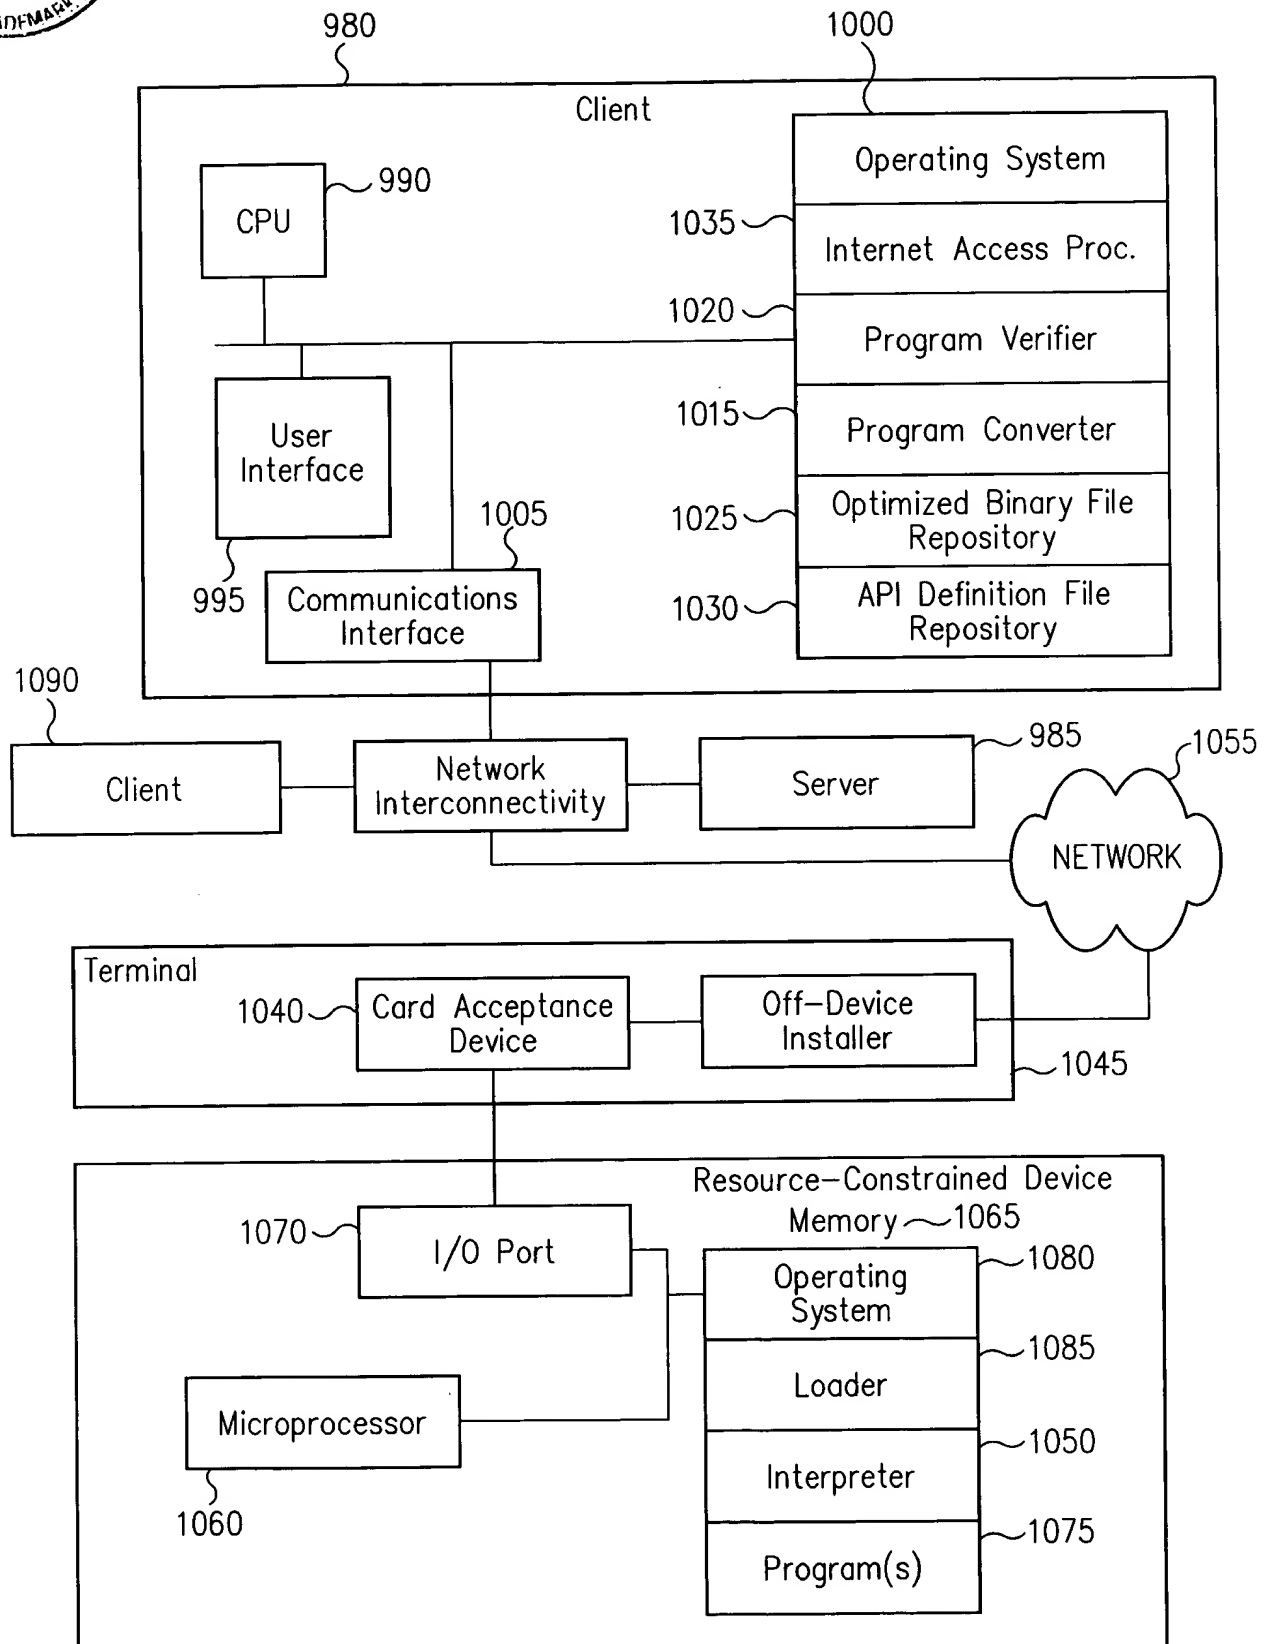 980
1000
Client
Operating System
990
CPU
1035
Internet Access Proc.
1020
Program Verifier
User
Interface
1015
Program Converter
1005
1025
Optimized Binary File
Repository
995
Communications
Interface
1030
API Definition File
Repository
1090
Client
Network
Interconnectivity
Server
985
1055
NETWORK
Terminal
1040
Card Acceptance
Device
Off-Device
Installer
1045
Resource-Constrained Device
Memory 1065
1070
I/O Port
Operating
System
1080
Loader
1085
Microprocessor
1060
Interpreter
1050
Program(s)
1075